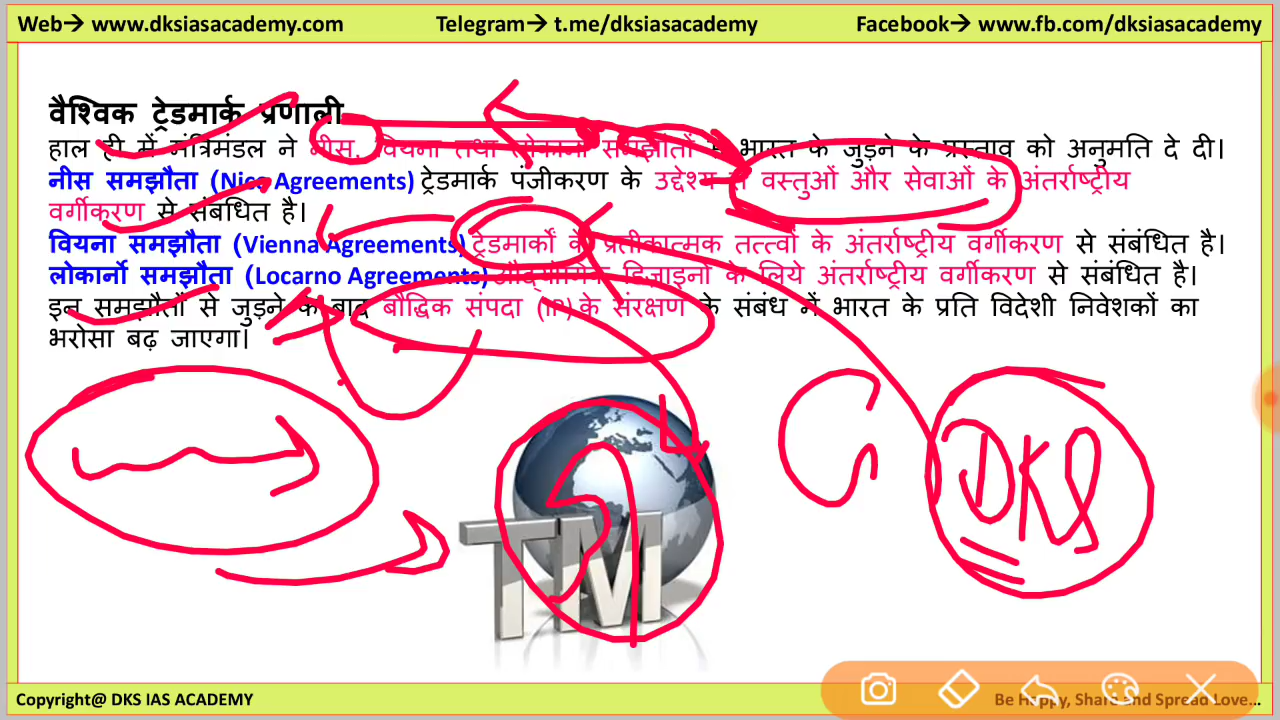 Web→ www.dksiasacademy.com Telegram→ t.me/dksiasacademy Facebook→ www.fb.com/dksiasacademy
वैश्विक ट्रेडमार्क प्रणाली
हाल ही में मंत्रिमंडल ने नीस, वियना तथा लोकार्नो समझौतों से भारत के जुड़ने के प्रस्ताव को अनुमति दे दी।
नीस समझौता (Nice Agreements) ट्रेडमार्क पंजीकरण के उद्देश्य से वस्तुओं और सेवाओं के अंतर्राष्ट्रीय
वर्गीकरण से संबंधित है।
वियना समझौता (Vienna Agreements) ट्रेडमार्कों के प्रतीकात्मक तत्त्वों के अंतर्राष्ट्रीय वर्गीकरण से संबंधित है।
लोकार्नो समझौता (Locarno Agreements) औद्योगिक डिज़ाइनों के लिये अंतर्राष्ट्रीय वर्गीकरण से संबंधित है।
इन समझौतों से जुड़ने के बाद बौद्धिक संपदा (IP) के संरक्षण के संबंध में भारत के प्रति विदेशी निवेशकों का
भरोसा बढ़ जाएगा।
DKS
TM
Copyright@ DKS IAS ACADEMY Be Happy, Share and Spread Love...